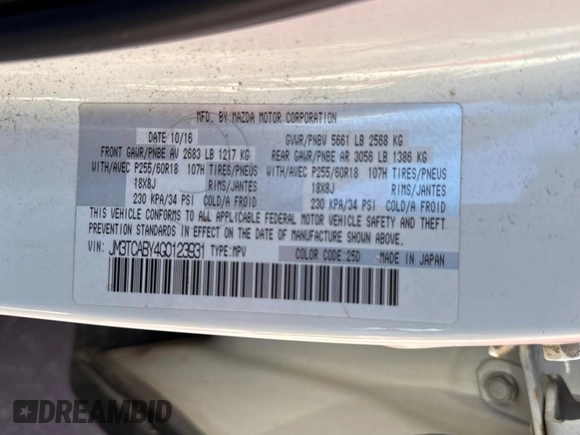 MFD. BY MAZDA MOTOR CORPORATION
DATE 10/16 GVWR/PNBV 5661 LB 2568 KG
FRONT GAWR/PNBE AV 2683 LB 1217 KG REAR GAWR/PNBE AR 3056 LB 1386 KG
WITH/AVEC P255/60R18 107H TIRES/PNEUS WITH/AVEC P255/60R18 107H TIRES/PNEUS
18X8J RIMS/JANTES 18X8J RIMS/JANTES
230 KPA/34 PSI COLD/A FROID 230 KPA/34 PSI COLD/A FROID
THIS VEHICLE CONFORMS TO ALL APPLICABLE FEDERAL MOTOR VEHICLE SAFETY AND THEFT
PREVENTION STANDARDS IN EFFECT ON THE DATE OF MANUFACTURE SHOWN ABOVE.
VIN: JM3TCABY4G0123931 TYPE: MPV COLOR CODE:25D MADE IN JAPAN
DREAMBID